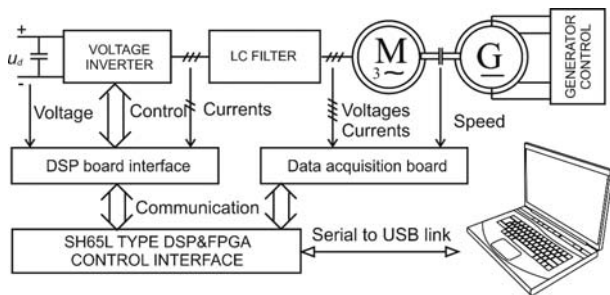 +
u_d
-
VOLTAGE
INVERTER
LC FILTER
M
3 ~
G
GENERATOR
CONTROL
Voltage
Control
Currents
Voltages
Currents
Speed
DSP board interface
Data acquisition board
Communication
SH65L TYPE DSP&FPGA
CONTROL INTERFACE
Serial to USB link